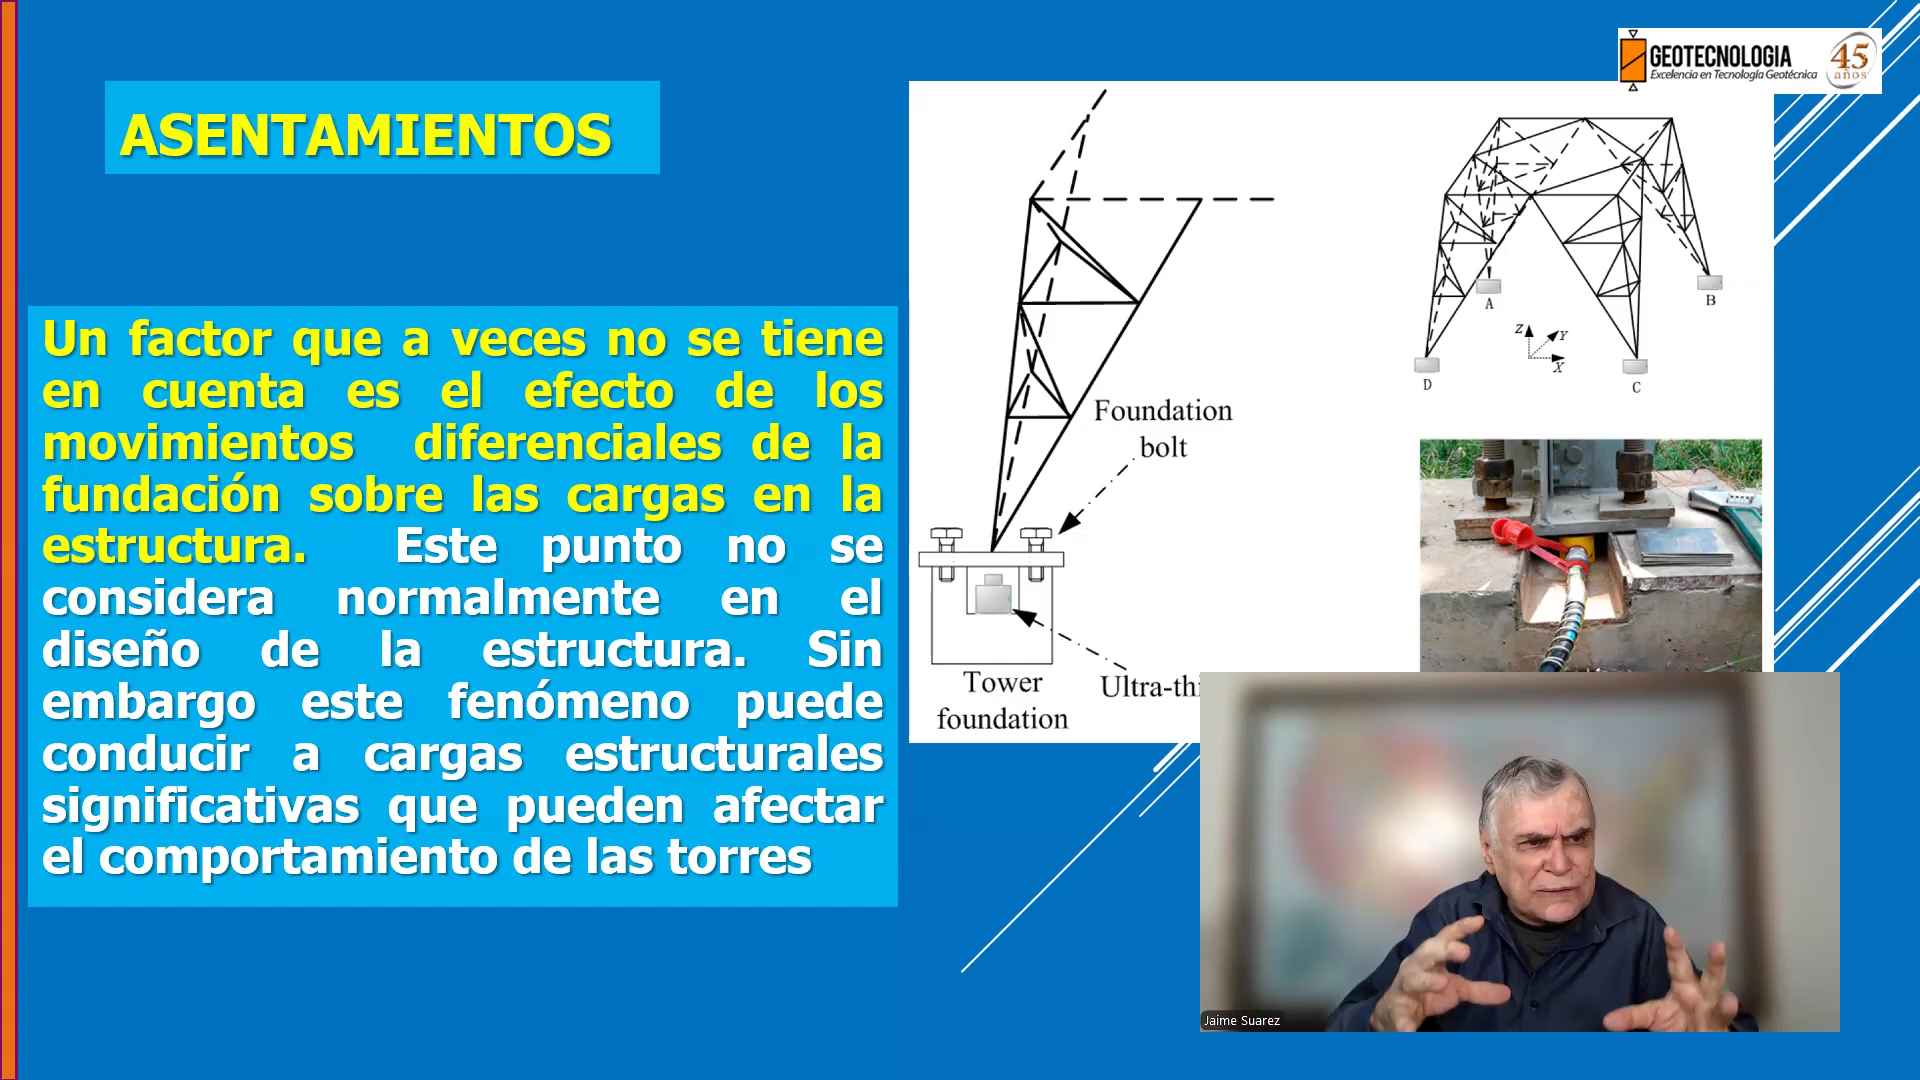 GEOTECNOLOGIA
Excelencia en Tecnología Geotécnica
45
años
ASENTAMIENTOS
Un factor que a veces no se tiene
en cuenta es el efecto de los
movimientos diferenciales de la
fundación sobre las cargas en la
estructura. Este punto no se
considera normalmente en el
diseño de la estructura. Sin
embargo este fenómeno puede
conducir a cargas estructurales
significativas que pueden afectar
el comportamiento de las torres
Foundation
bolt
Tower
foundation
Ultra-thi
A
B
Z
Y
X
D
C
Jaime Suarez